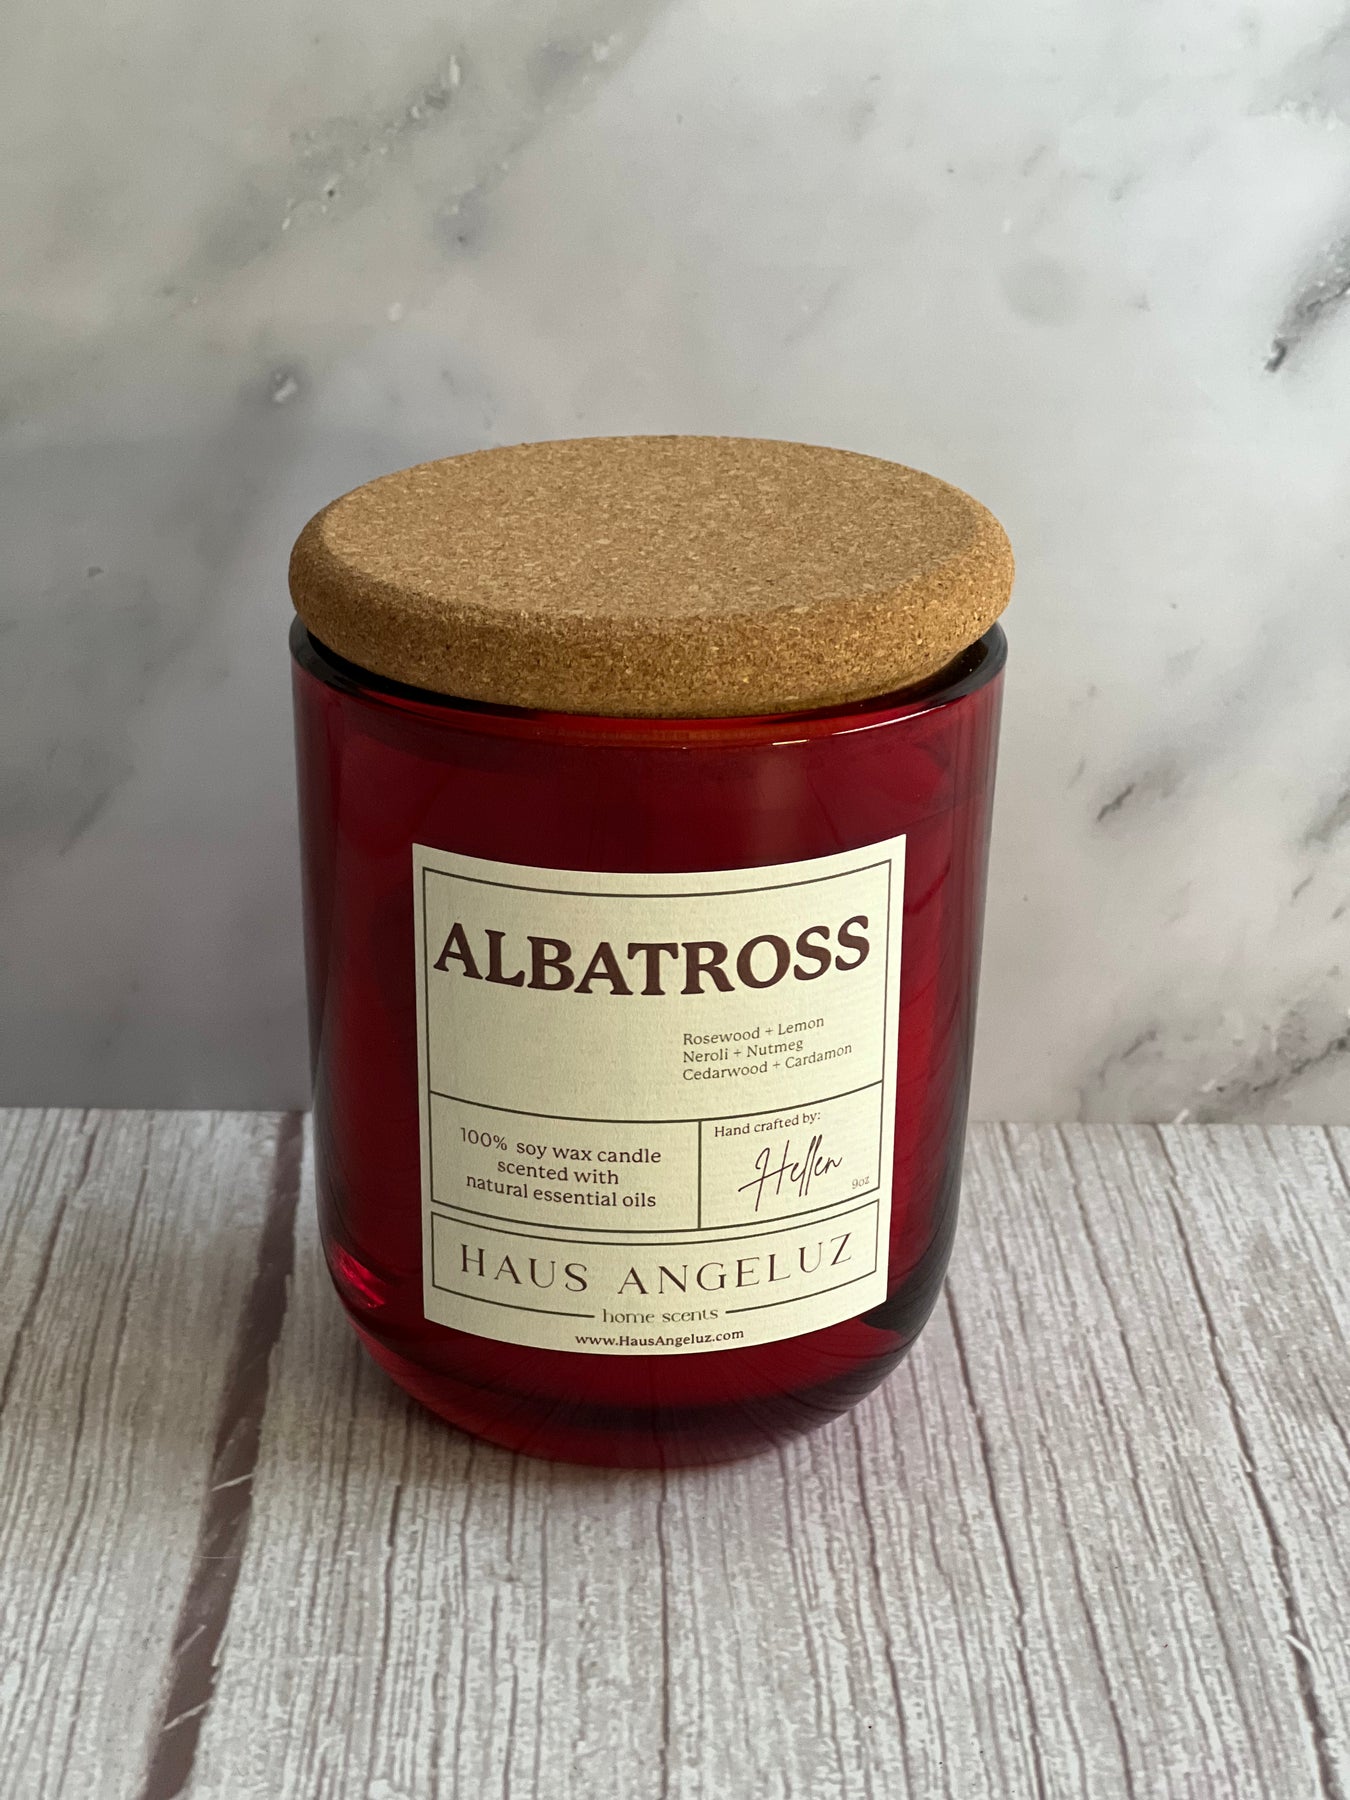 ALBATROSS
Rosewood + Lemon
Neroli + Nutmeg
Cedarwood + Cardamon
100% soy wax candle
scented with
natural essential oils
Hand crafted by:
Hellen
9oz
HAUS ANGELUZ
home scents
www.HausAngeluz.com